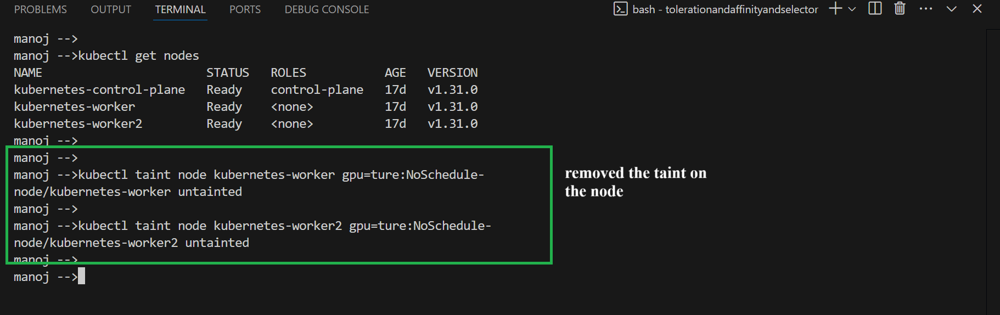 PROBLEMS OUTPUT TERMINAL PORTS DEBUG CONSOLE bash - tolerationandaffinityandselector
manoj -->
manoj -->kubectl get nodes
NAME STATUS ROLES AGE VERSION
kubernetes-control-plane Ready control-plane 17d v1.31.0
kubernetes-worker Ready <none> 17d v1.31.0
kubernetes-worker2 Ready <none> 17d v1.31.0
manoj -->
manoj -->
manoj -->kubectl taint node kubernetes-worker gpu=ture:NoSchedule-
node/kubernetes-worker untainted
manoj -->
manoj -->kubectl taint node kubernetes-worker2 gpu=ture:NoSchedule-
node/kubernetes-worker2 untainted
manoj -->
manoj -->
removed the taint on
the node